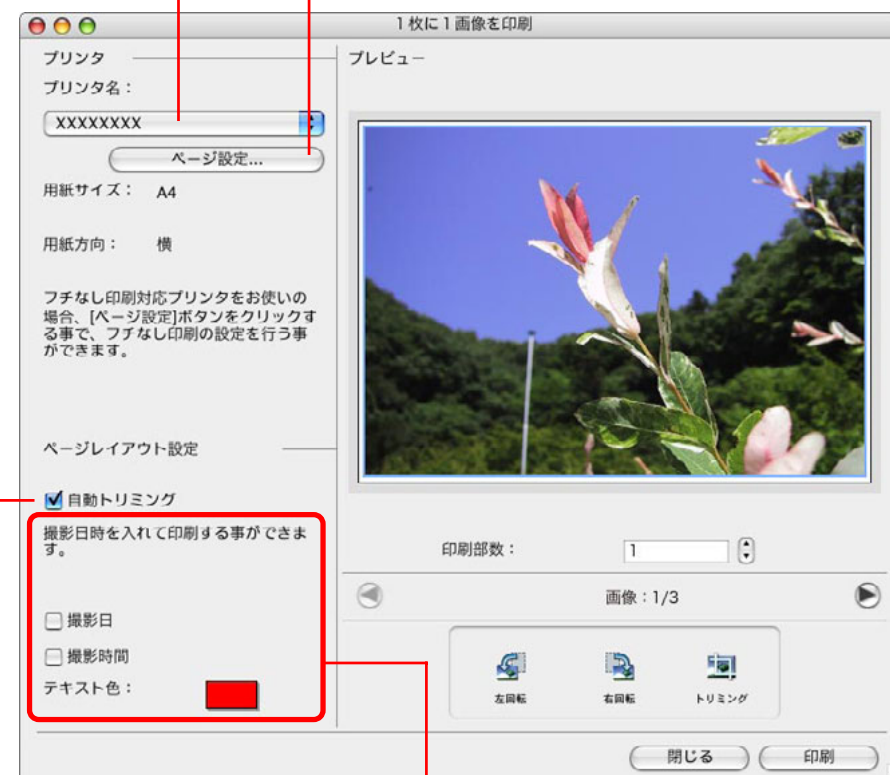 1枚に1画像を印刷
プリンタ
プリンタ名：
XXXXXXXX
ページ設定...
用紙サイズ： A4
用紙方向： 横
フチなし印刷対応プリンタをお使いの
場合、[ページ設定]ボタンをクリックす
る事で、フチなし印刷の設定を行う事
ができます。
ページレイアウト設定
自動トリミング
撮影日時を入れて印刷する事ができま
す。
撮影日
撮影時間
テキスト色：
プレビュー
印刷部数： 1
画像：1/3
左回転 右回転 トリミング
閉じる 印刷